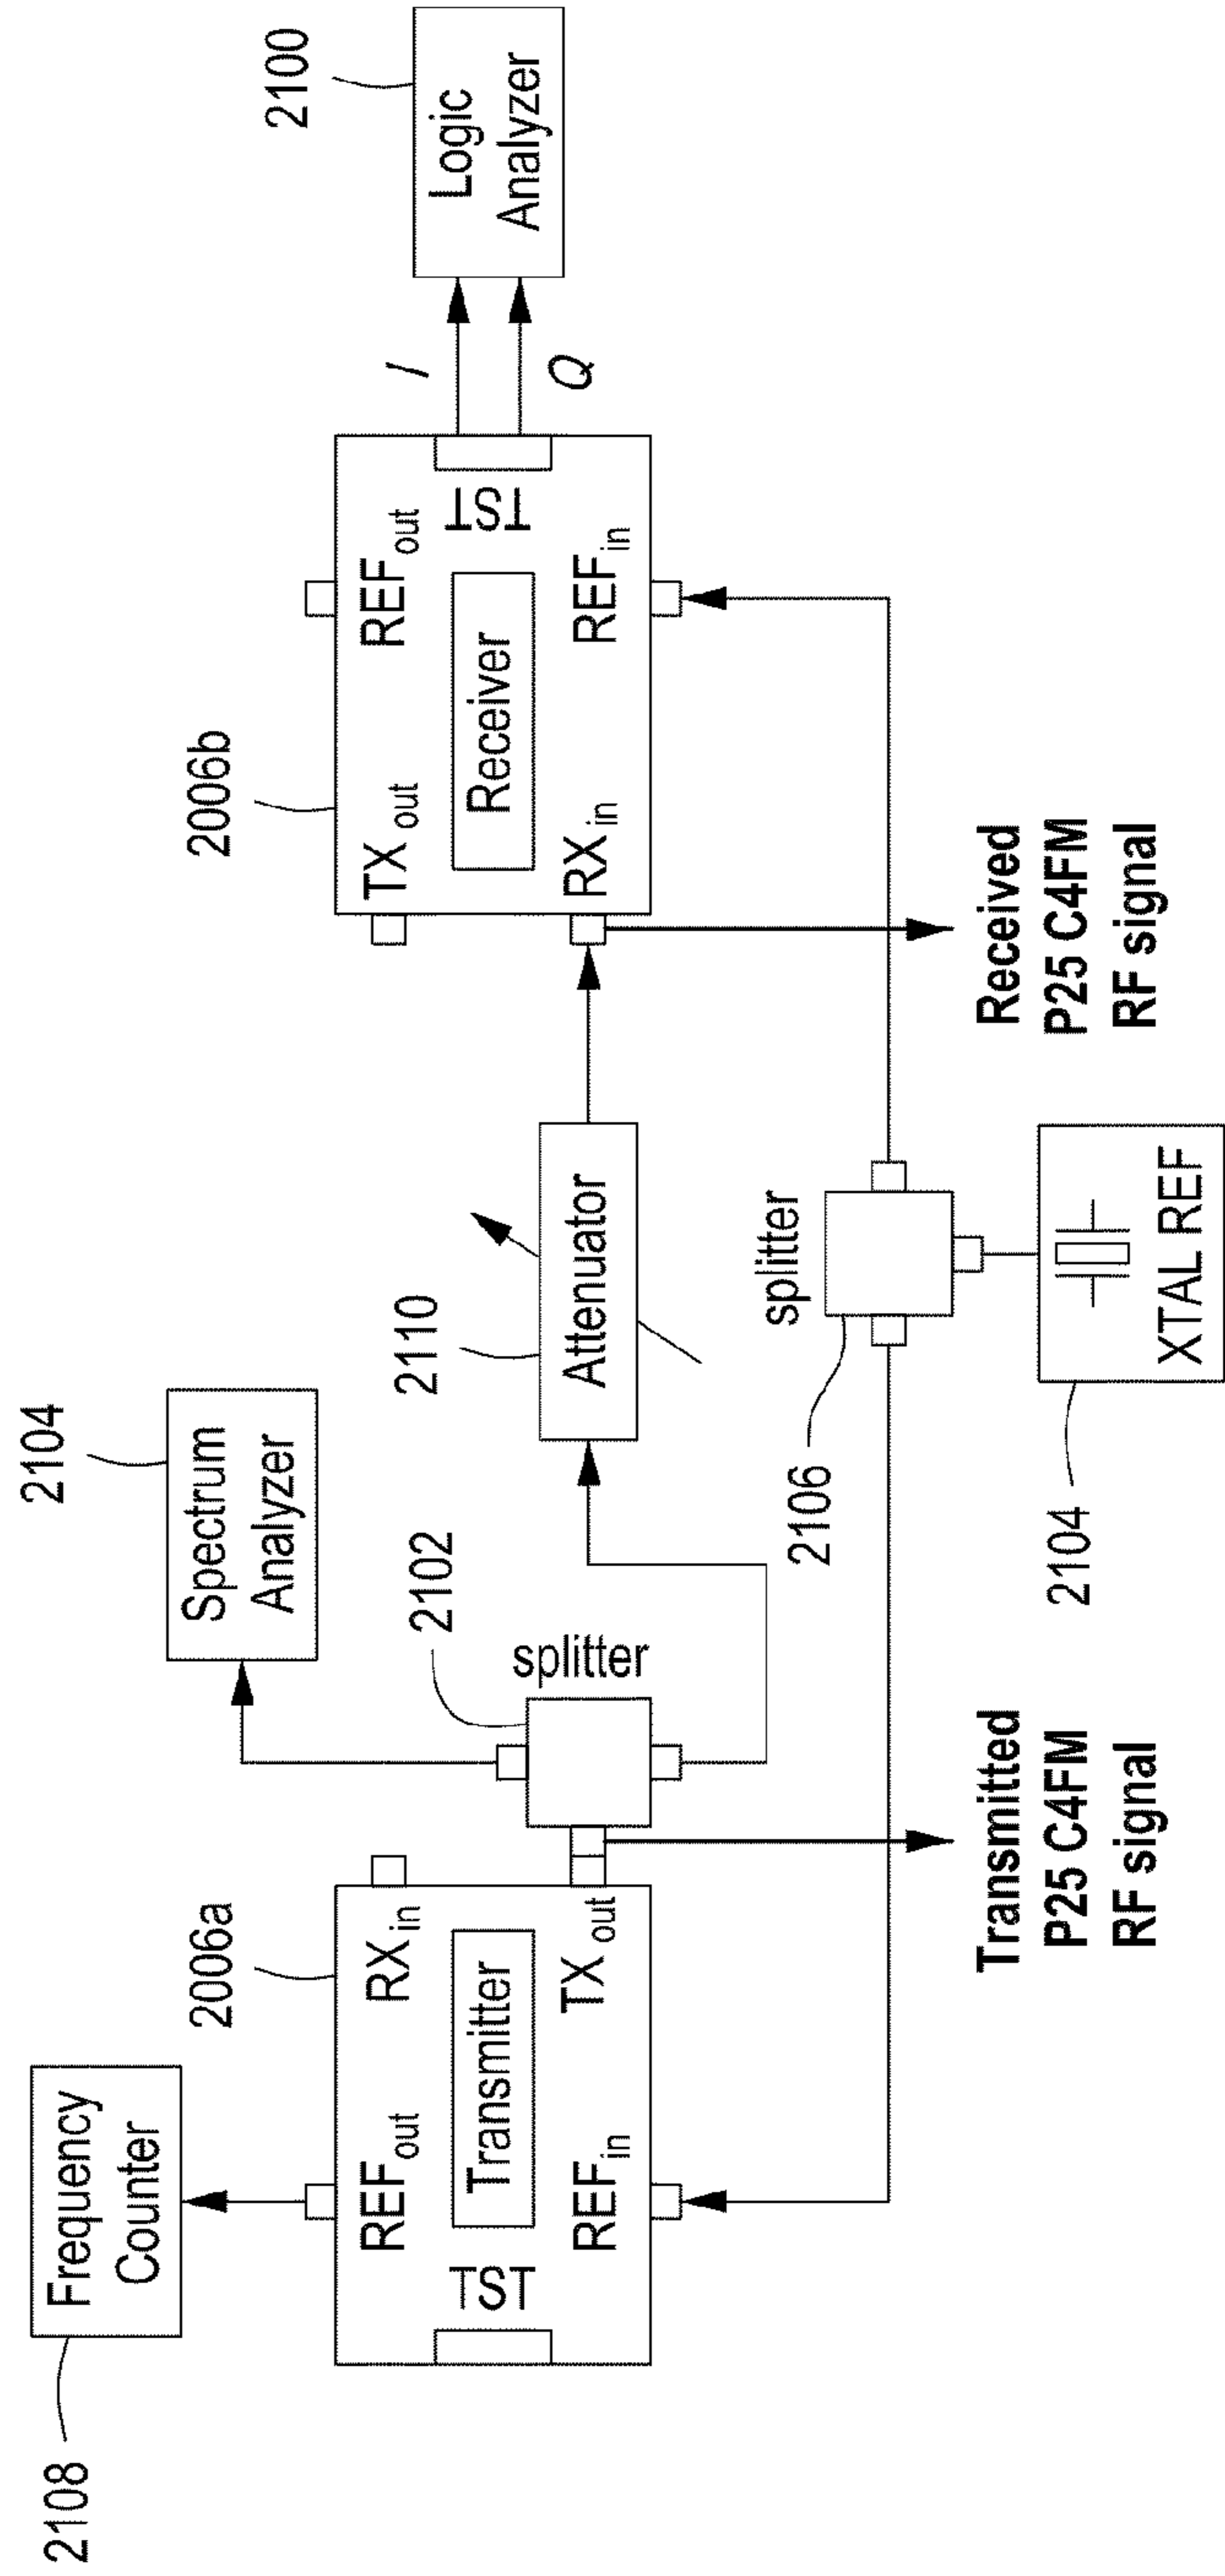 2108
Frequency
Counter
2006a
REF out
RX in
TST
Transmitter
REF in
TX out
2104
Spectrum
Analyzer
2102
splitter
2110
Attenuator
2006b
TX out
REF out
Receiver
TST
RX in
REF in
I
Q
2100
Logic
Analyzer
splitter
2106
2104
XTAL REF
Transmitted
P25 C4FM
RF signal
Received
P25 C4FM
RF signal